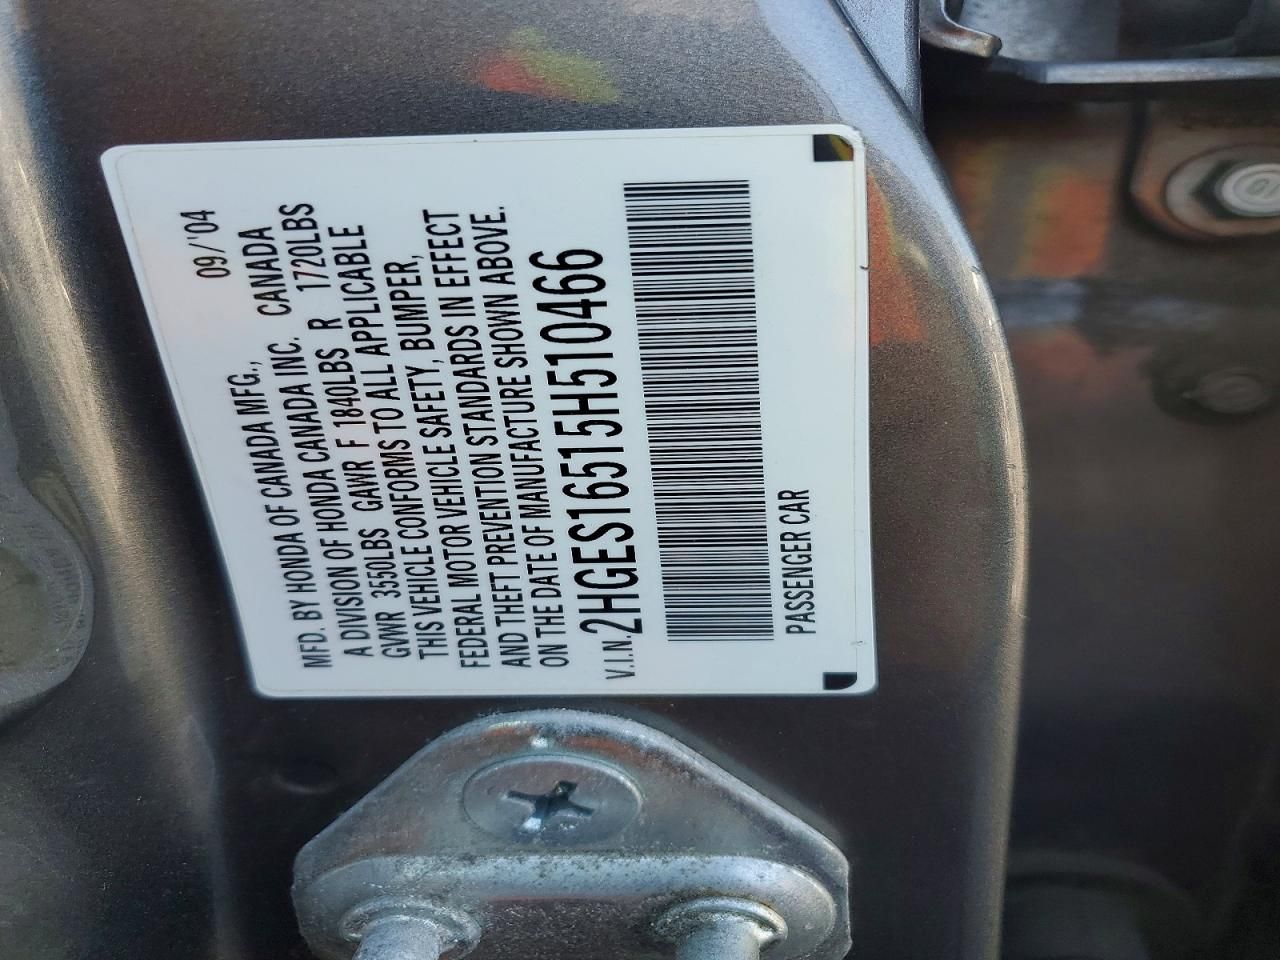 MFD. BY HONDA OF CANADA MFG., 09/'04
A DIVISION OF HONDA CANADA INC. CANADA
GVWR 3550LBS GAWR F 1840LBS R 1720LBS
THIS VEHICLE CONFORMS TO ALL APPLICABLE
FEDERAL MOTOR VEHICLE SAFETY, BUMPER,
AND THEFT PREVENTION STANDARDS IN EFFECT
ON THE DATE OF MANUFACTURE SHOWN ABOVE.
V.I.N. 2HGES16515H510466
PASSENGER CAR